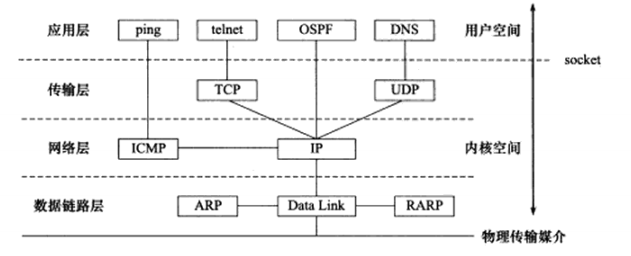 应用层 ping telnet OSPF DNS 用户空间
socket
传输层 TCP UDP
网络层 ICMP IP 内核空间
数据链路层 ARP Data Link RARP
物理传输媒介